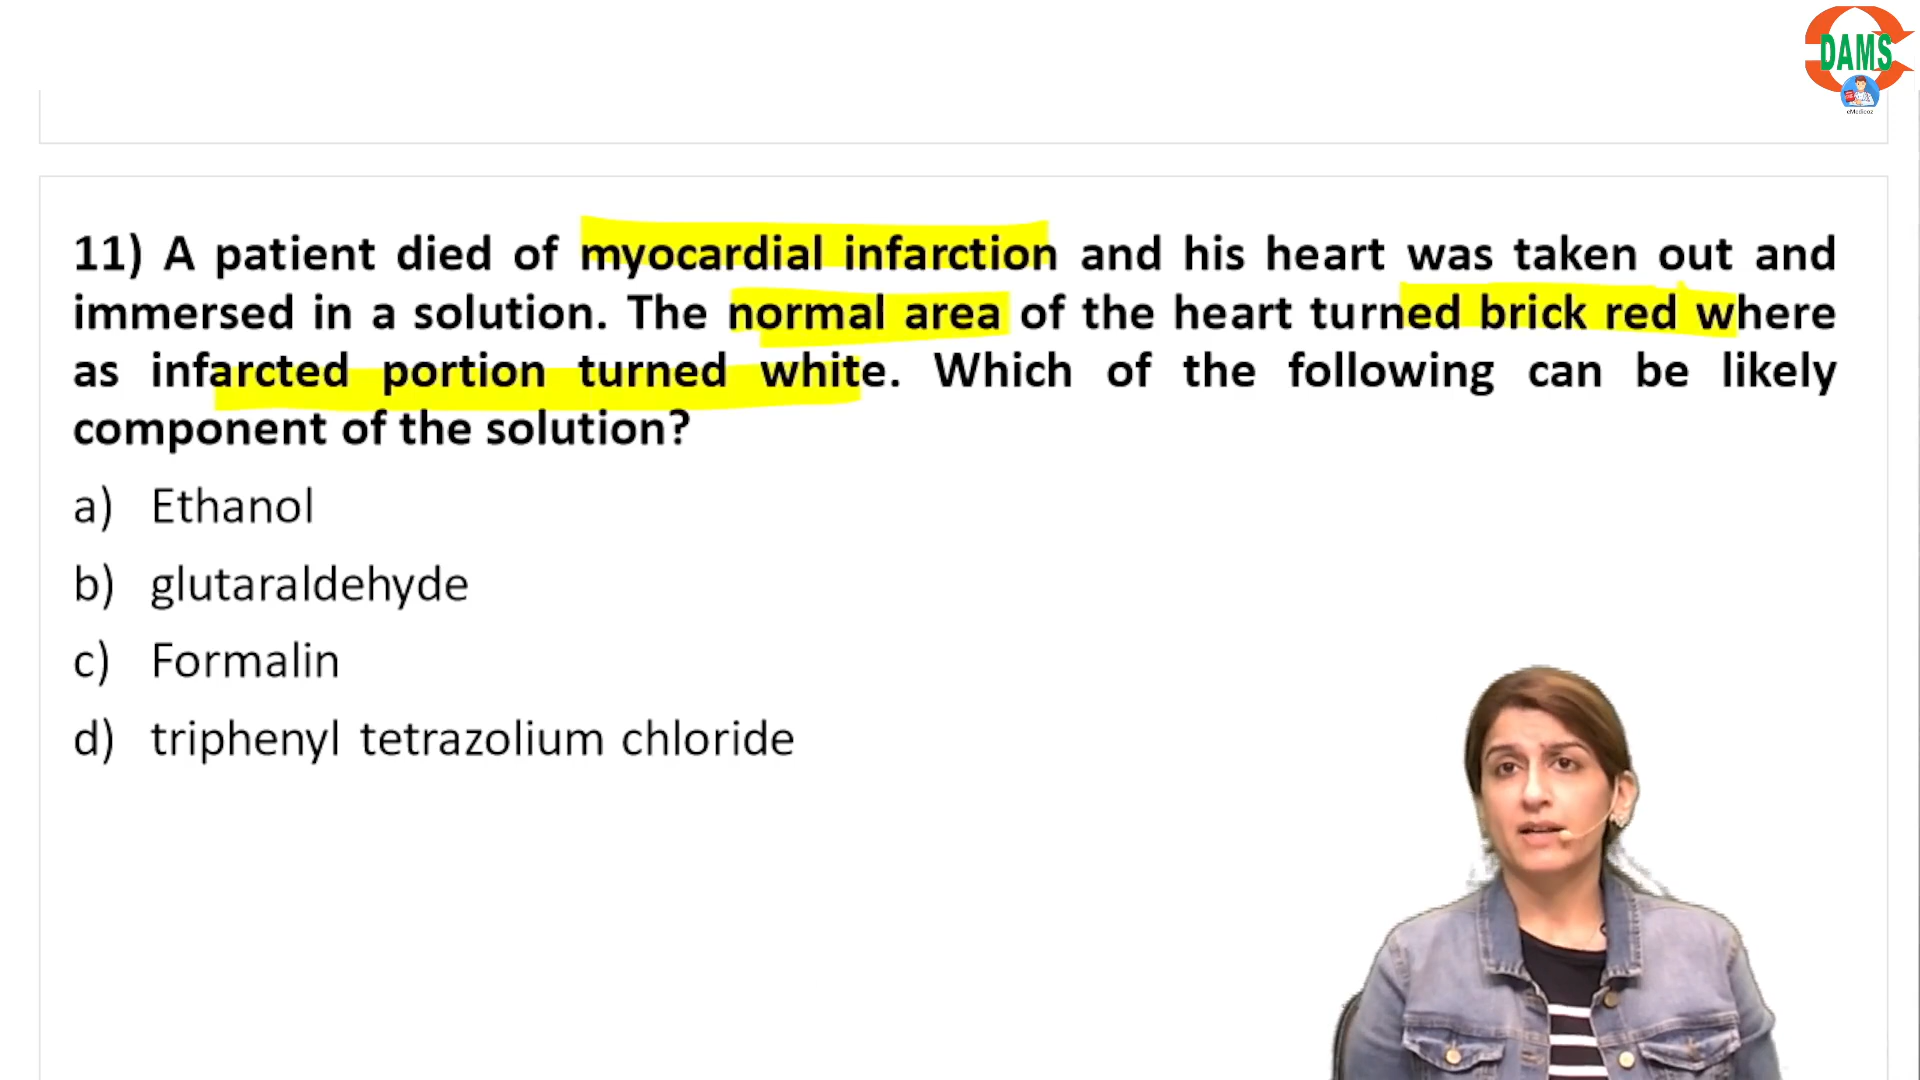 DAMS
eMedicoz
11) A patient died of myocardial infarction and his heart was taken out and
immersed in a solution. The normal area of the heart turned brick red where
as infarcted portion turned white. Which of the following can be likely
component of the solution?
a) Ethanol
b) glutaraldehyde
c) Formalin
d) triphenyl tetrazolium chloride